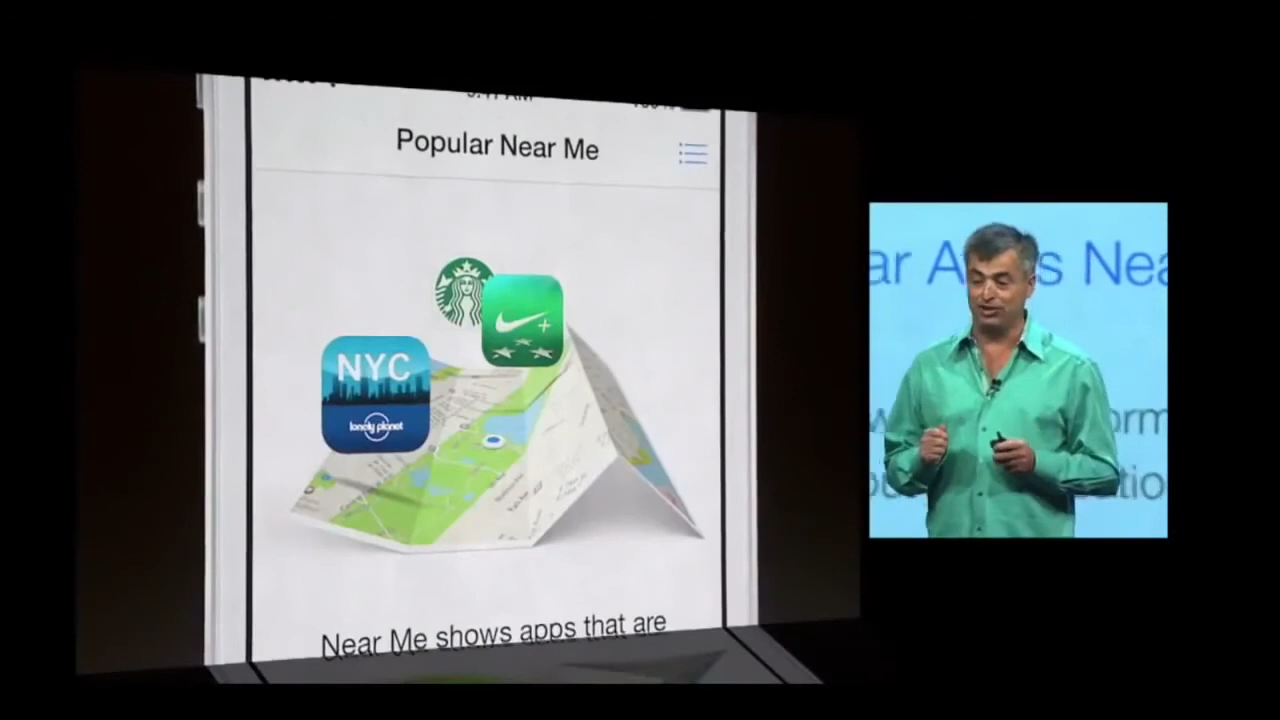 Popular Near Me
NYC
lonely planet
Near Me shows apps that are